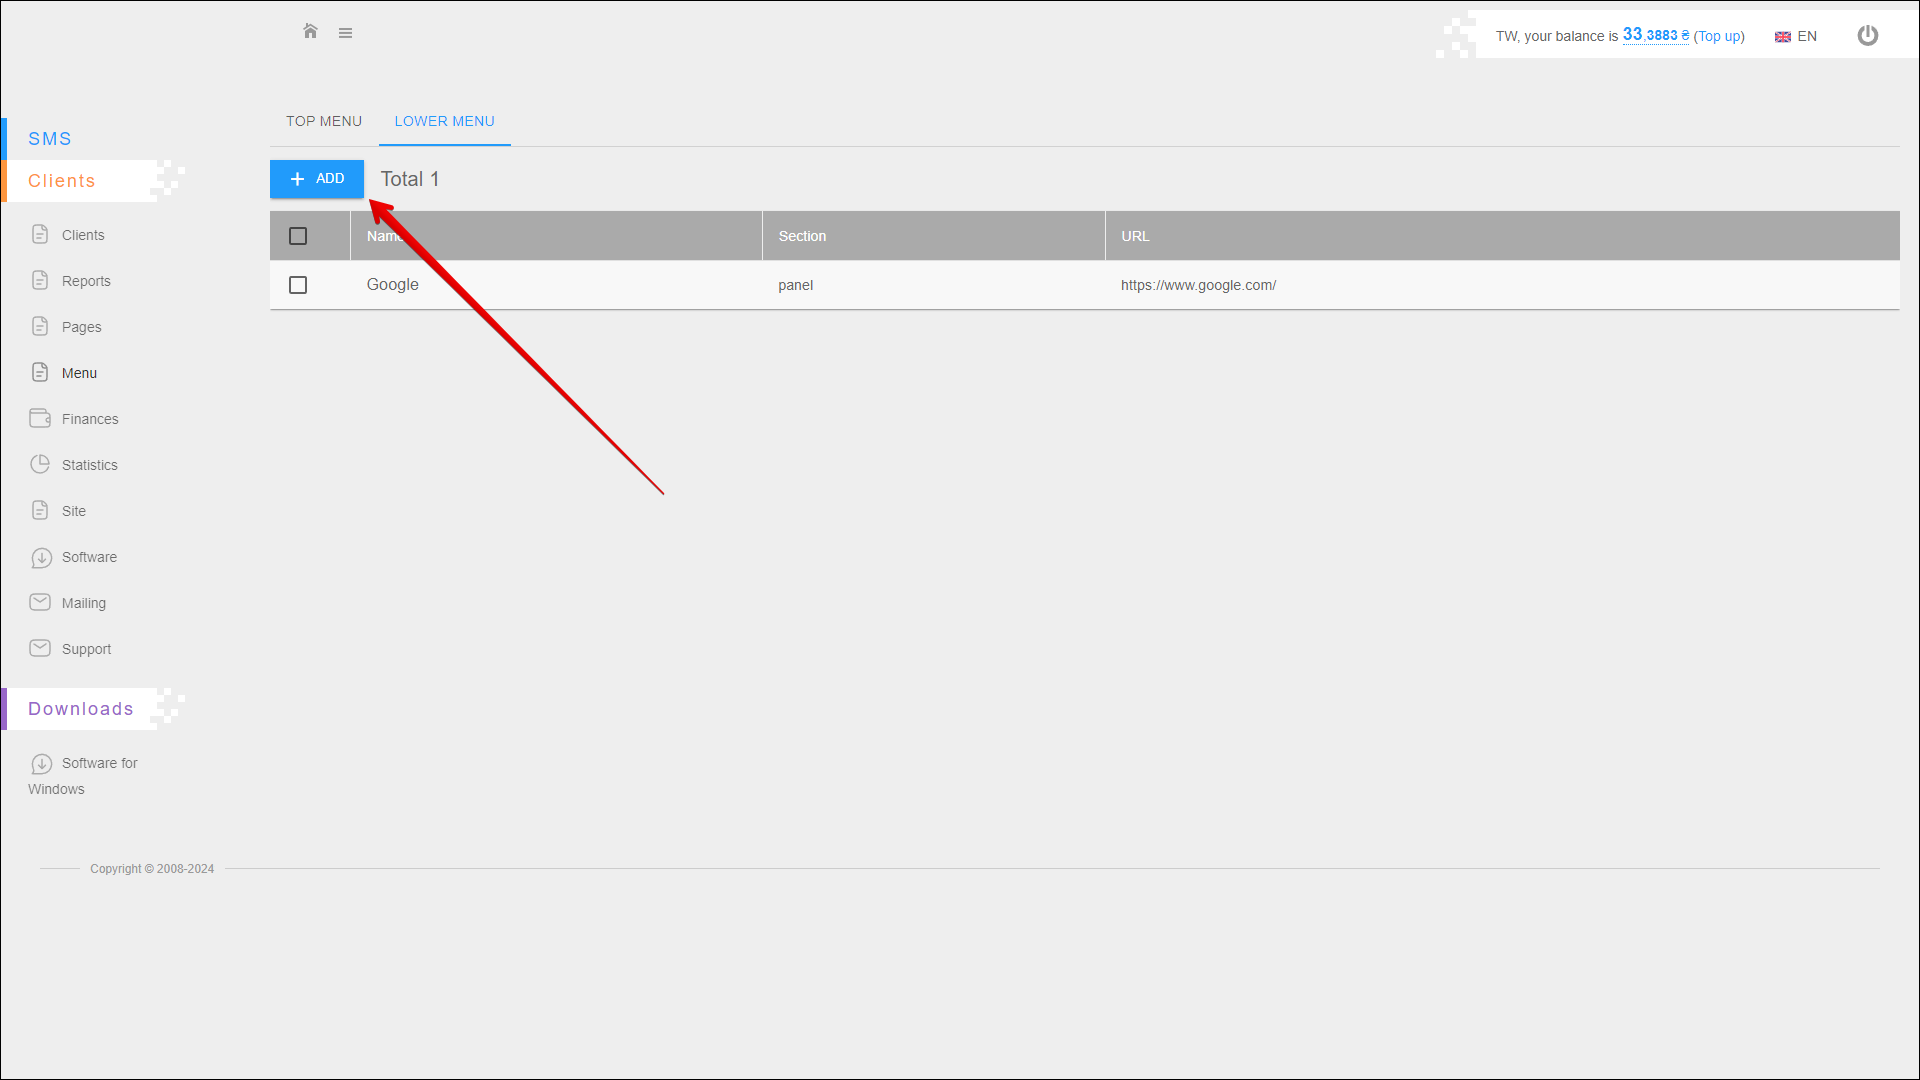 TW, your balance is 33,3883 ₴ (Top up) EN
TOP MENU LOWER MENU
SMS
Clients
ADD Total 1
Name Section URL
Google panel https://www.google.com/
Clients
Reports
Pages
Menu
Finances
Statistics
Site
Software
Mailing
Support
Downloads
Software for
Windows
Copyright © 2008-2024